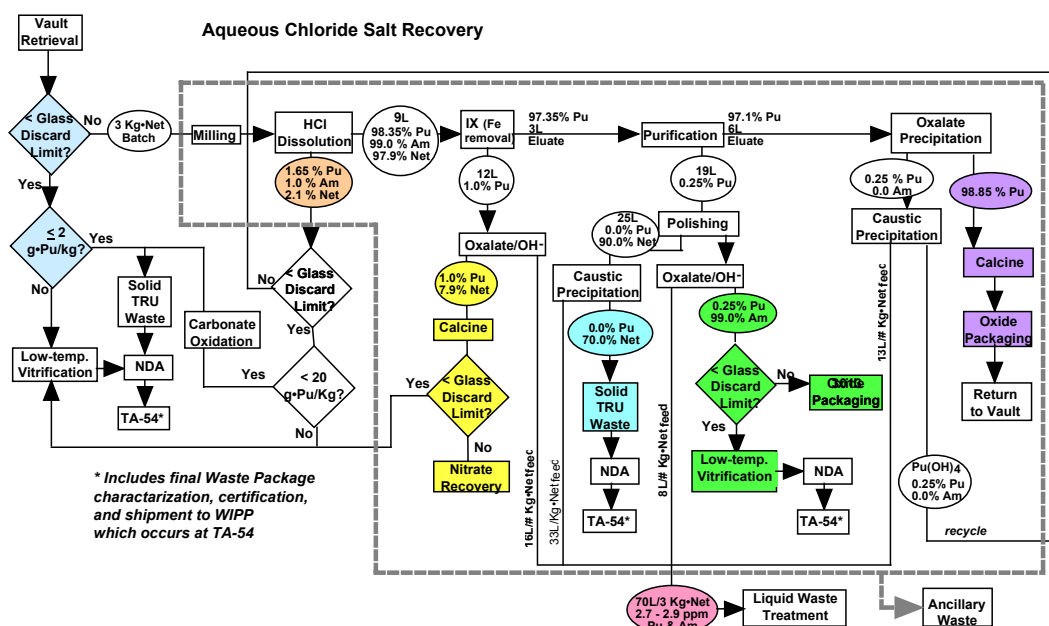 Vault
Retrieval
Aqueous Chloride Salt Recovery
< Glass
Discard
Limit?
No
3 Kg•Net
Batch
Milling
HCl
Dissolution
9L
98.35% Pu
99.0 % Am
97.9% Net
IX (Fe
removal)
97.35% Pu
3L
Eluate
Purification
97.1% Pu
6L
Eluate
Oxalate
Precipitation
1.65 % Pu
1.0 % Am
2.1 % Net
12L
1.0% Pu
19L
0.25% Pu
0.25 % Pu
0.0 Am
98.85 % Pu
Yes
≤ 2
g•Pu/kg?
Yes
No
Solid
TRU
Waste
Carbonate
Oxidation
Low-temp.
Vitrification
NDA
TA-54*
No
< Glass
Discard
Limit?
Yes
< 20
g•Pu/Kg?
No
Oxalate/OH-
1.0% Pu
7.9% Net
Calcine
< Glass
Discard
Limit?
Yes
No
Nitrate
Recovery
25L
0.0% Pu
90.0% Net
Polishing
Caustic
Precipitation
Oxalate/OH-
0.0% Pu
70.0% Net
Solid
TRU
Waste
NDA
TA-54*
0.25% Pu
99.0% Am
< Glass
Discard
Limit?
No
Packaging
Yes
Low-temp.
Vitrification
NDA
TA-54*
Caustic
Precipitation
Calcine
Oxide
Packaging
Return
to Vault
Pu(OH)4
0.25% Pu
0.0% Am
recycle
16L/# Kg•Netfeed
33L/Kg•Netfeed
8L/# Kg•Netfeed
13L/# Kg•Netfeed
* Includes final Waste Package
charactarization, certification,
and shipment to WIPP
which occurs at TA-54
70L/3 Kg•Net
2.7 - 2.9 ppm
Pu & Am
Liquid Waste
Treatment
Ancillary
Waste